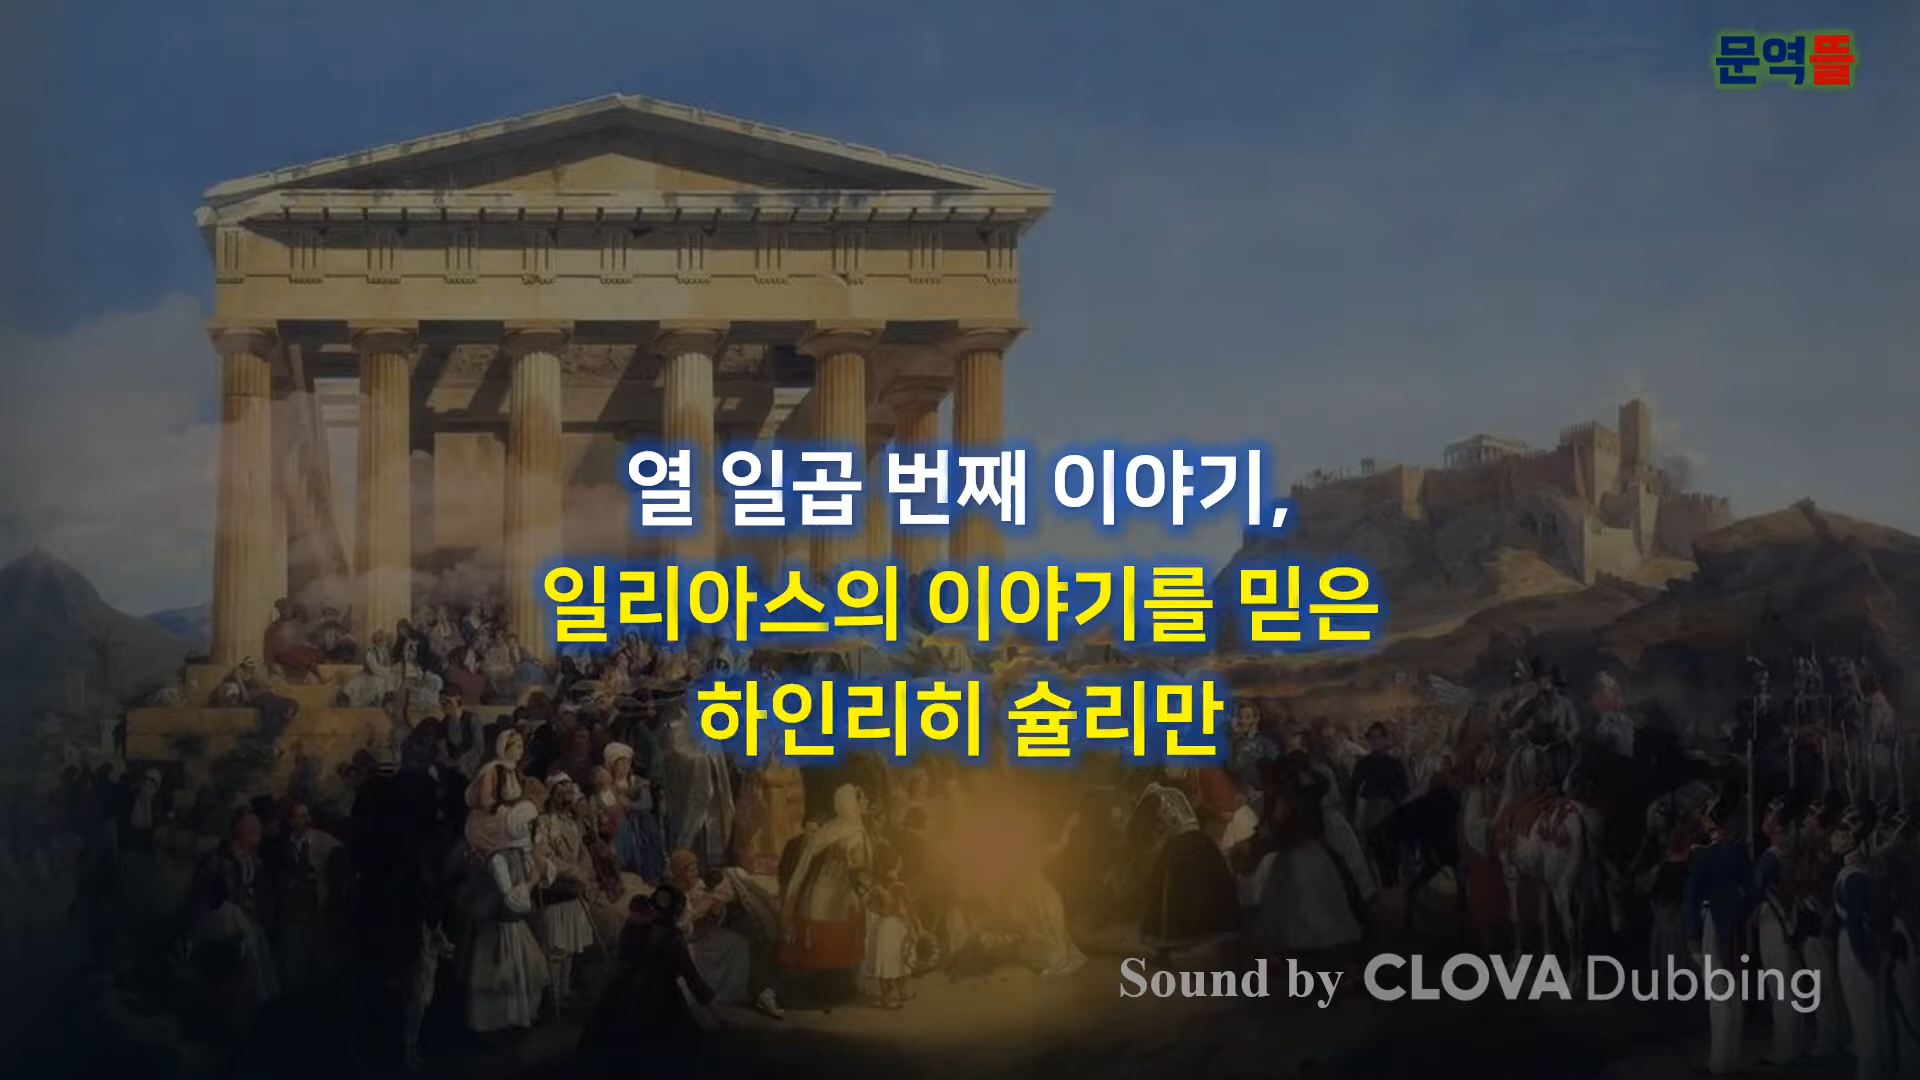 문역뜰
열 일곱 번째 이야기,
일리아스의 이야기를 믿은
하인리히 슐리만
Sound by CLOVA Dubbing